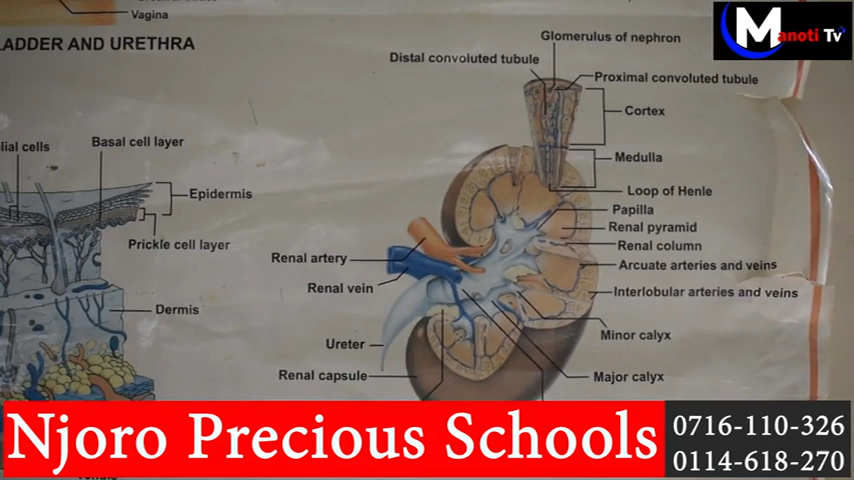 Vagina
LADDER AND URETHRA
Glomerulus of nephron
Distal convoluted tubule
Proximal convoluted tubule
Cortex
Medulla
Loop of Henle
Papilla
Renal pyramid
Renal column
Arcuate arteries and veins
Interlobular arteries and veins
Minor calyx
Major calyx
Renal artery
Renal vein
Ureter
Renal capsule
lial cells
Basal cell layer
Epidermis
Prickle cell layer
Dermis
Manoti Tv
Njoro Precious Schools
0716-110-326
0114-618-270